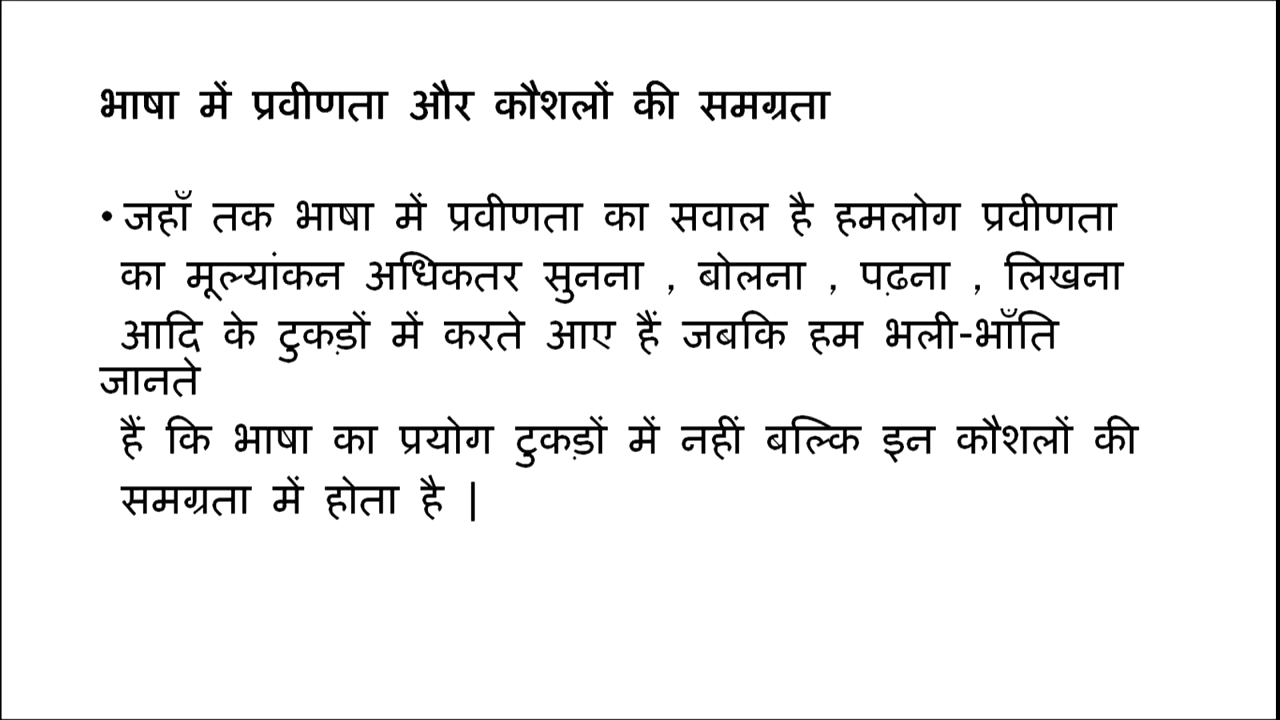 भाषा में प्रवीणता और कौशलों की समग्रता
• जहाँ तक भाषा में प्रवीणता का सवाल है हमलोग प्रवीणता
का मूल्यांकन अधिकतर सुनना , बोलना , पढ़ना , लिखना
आदि के टुकड़ों में करते आए हैं जबकि हम भली-भाँति
जानते
हैं कि भाषा का प्रयोग टुकड़ों में नहीं बल्कि इन कौशलों की
समग्रता में होता है |